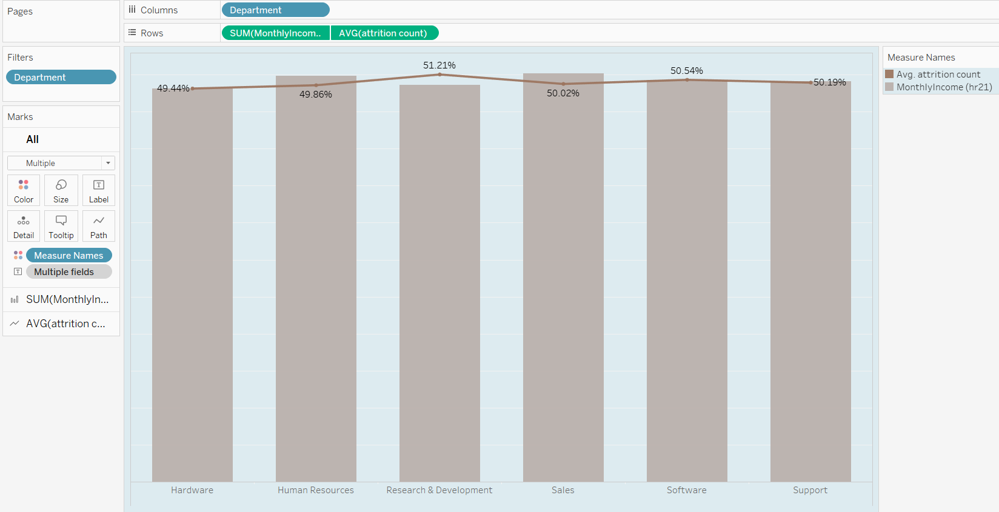 Pages
Columns
Department
Rows
SUM(MonthlyIncom..
AVG(attrition count)
Filters
Department
Marks
All
Multiple
Color
Size
T
Label
Detail
Tooltip
Path
Measure Names
T
Multiple fields
SUM(MonthlyIn...
AVG(attrition c...
49.44%
49.86%
51.21%
50.02%
50.54%
50.19%
Hardware
Human Resources
Research & Development
Sales
Software
Support
Measure Names
Avg. attrition count
MonthlyIncome (hr21)